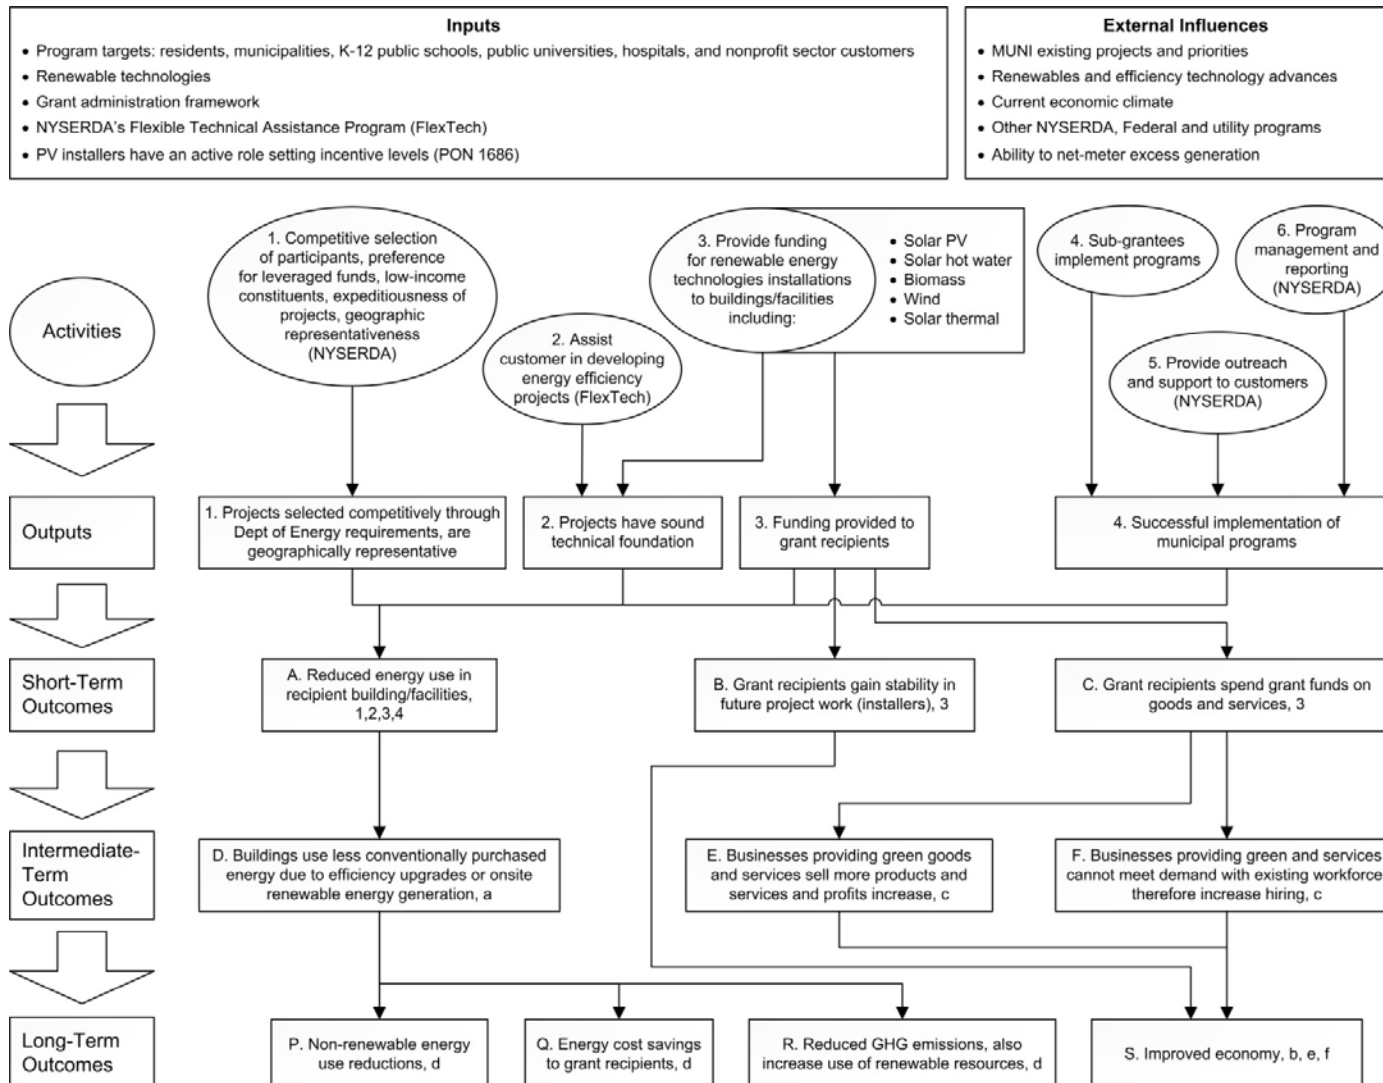 Inputs
• Program targets: residents, municipalities, K-12 public schools, public universities, hospitals, and nonprofit sector customers
• Renewable technologies
• Grant administration framework
• NYSERDA's Flexible Technical Assistance Program (FlexTech)
• PV installers have an active role setting incentive levels (PON 1686)
External Influences
• MUNI existing projects and priorities
• Renewables and efficiency technology advances
• Current economic climate
• Other NYSERDA, Federal and utility programs
• Ability to net-meter excess generation
Activities
1. Competitive selection
of participants, preference
for leveraged funds, low-income
constituents, expeditiousness of
projects, geographic
representativeness
(NYSERDA)
2. Assist
customer in developing
energy efficiency
projects (FlexTech)
3. Provide funding
for renewable energy
technologies installations
to buildings/facilities
including:
• Solar PV
• Solar hot water
• Biomass
• Wind
• Solar thermal
4. Sub-grantees
implement programs
5. Provide outreach
and support to customers
(NYSERDA)
6. Program
management and
reporting
(NYSERDA)
Outputs
1. Projects selected competitively through
Dept of Energy requirements, are
geographically representative
2. Projects have sound
technical foundation
3. Funding provided to
grant recipients
4. Successful implementation of
municipal programs
Short-Term
Outcomes
A. Reduced energy use in
recipient building/facilities,
1,2,3,4
B. Grant recipients gain stability in
future project work (installers), 3
C. Grant recipients spend grant funds on
goods and services, 3
Intermediate-
Term
Outcomes
D. Buildings use less conventionally purchased
energy due to efficiency upgrades or onsite
renewable energy generation, a
E. Businesses providing green goods
and services sell more products and
services and profits increase, c
F. Businesses providing green and services
cannot meet demand with existing workforce
therefore increase hiring, c
Long-Term
Outcomes
P. Non-renewable energy
use reductions, d
Q. Energy cost savings
to grant recipients, d
R. Reduced GHG emissions, also
increase use of renewable resources, d
S. Improved economy, b, e, f